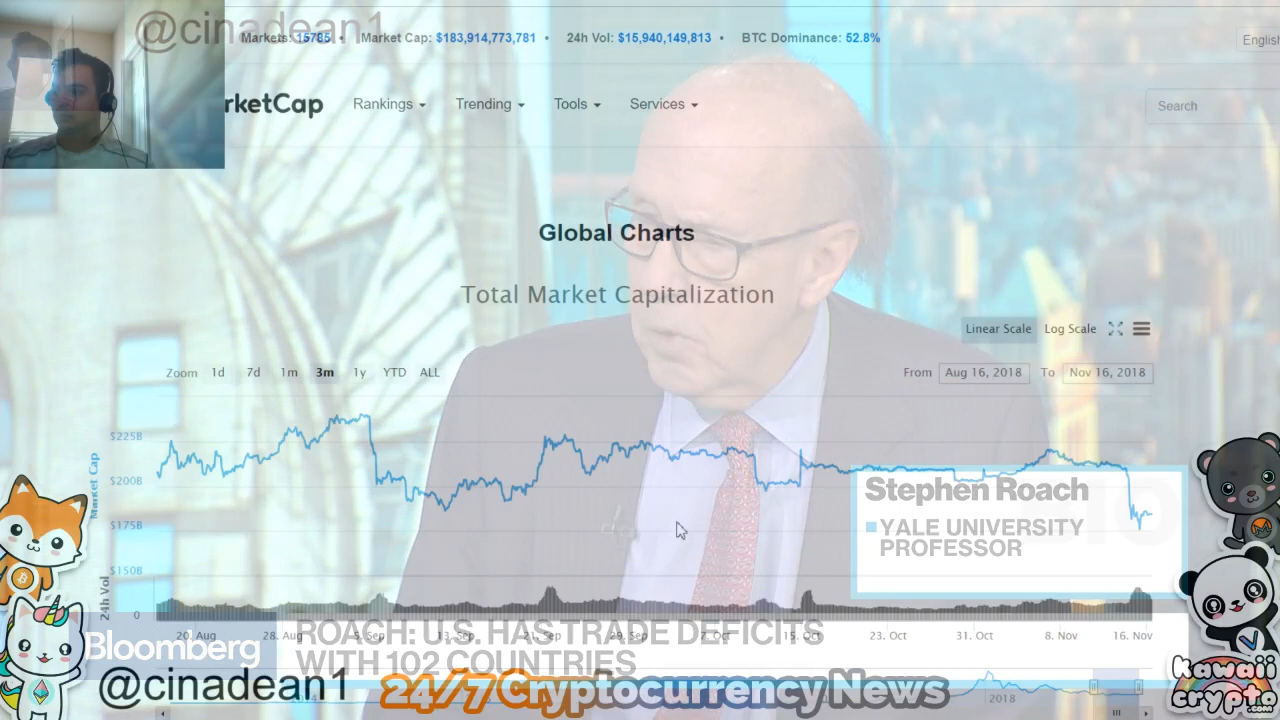 @cinadean1
Markets: 15785 • Market Cap: $183,914,773,781 • 24h Vol: $15,940,149,813 • BTC Dominance: 52.8%
English
rketCap
Rankings
Trending
Tools
Services
Search
Global Charts
Total Market Capitalization
Linear Scale
Log Scale
Zoom 1d 7d 1m 3m 1y YTD ALL
From Aug 16, 2018 To Nov 16, 2018
$225B
$200B
$175B
$150B
0
Market Cap
24h Vol
Stephen Roach
YALE UNIVERSITY
PROFESSOR
20. Aug 28. Aug 5. Sep 13. Sep 21. Sep 29. Sep 7. Oct 15. Oct 23. Oct 31. Oct 8. Nov 16. Nov
Bloomberg
ROACH: U.S. HAS TRADE DEFICITS
WITH 102 COUNTRIES
@cinadean1
24/7 Cryptocurrency News
2018
kawaii
crypto
.com